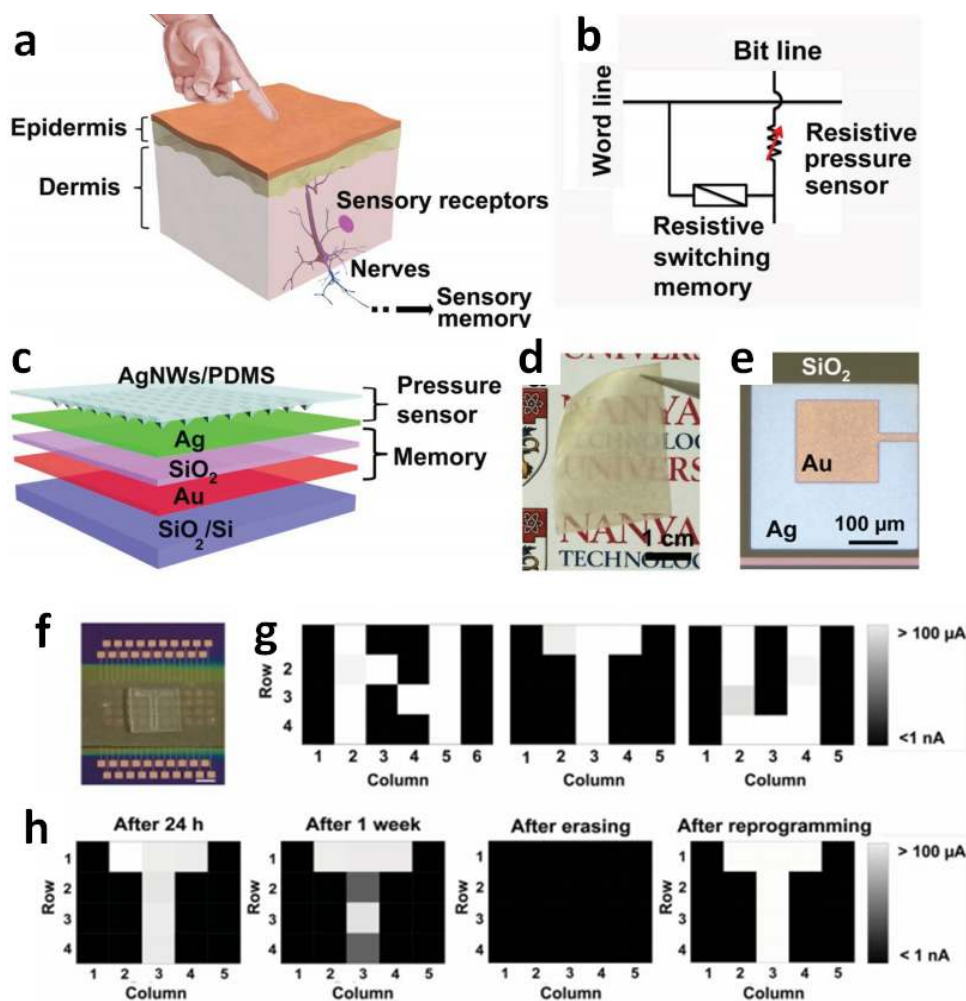 a
Epidermis
Dermis
Sensory receptors
Nerves
Sensory
memory
b
Bit line
Word line
Resistive
pressure
sensor
Resistive
switching
memory
c
AgNWs/PDMS
Pressure
sensor
Ag
SiO2
Memory
Au
SiO2/Si
d
UNIVERS
NANYA
TECHNOLOG
UNIVERSI
NANYA
TECHNOLO
1 cm
e
SiO2
Au
Ag
100 µm
f
g
Row
2
3
4
1 2 3 4 5 6
Column
1 2 3 4 5
Column
1 2 3 4 5
Column
> 100 µA
<1 nA
h
After 24 h
Row
1
2
3
4
1 2 3 4 5
Column
After 1 week
Row
1
2
3
4
1 2 3 4 5
Column
After erasing
Row
1
2
3
4
1 2 3 4 5
Column
After reprogramming
Row
1
2
3
4
1 2 3 4 5
Column
> 100 µA
< 1 nA